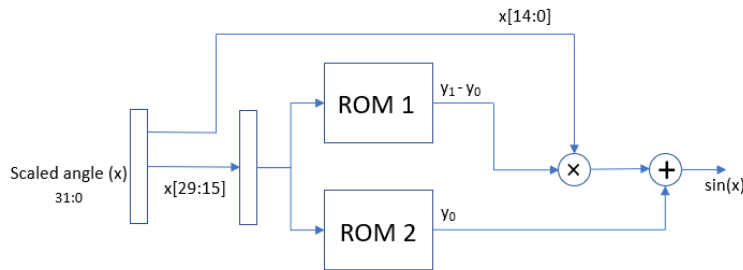 x[14:0]
ROM 1
y₁ - y₀
Scaled angle (x)
31:0
x[29:15]
×
+
sin(x)
ROM 2
y₀